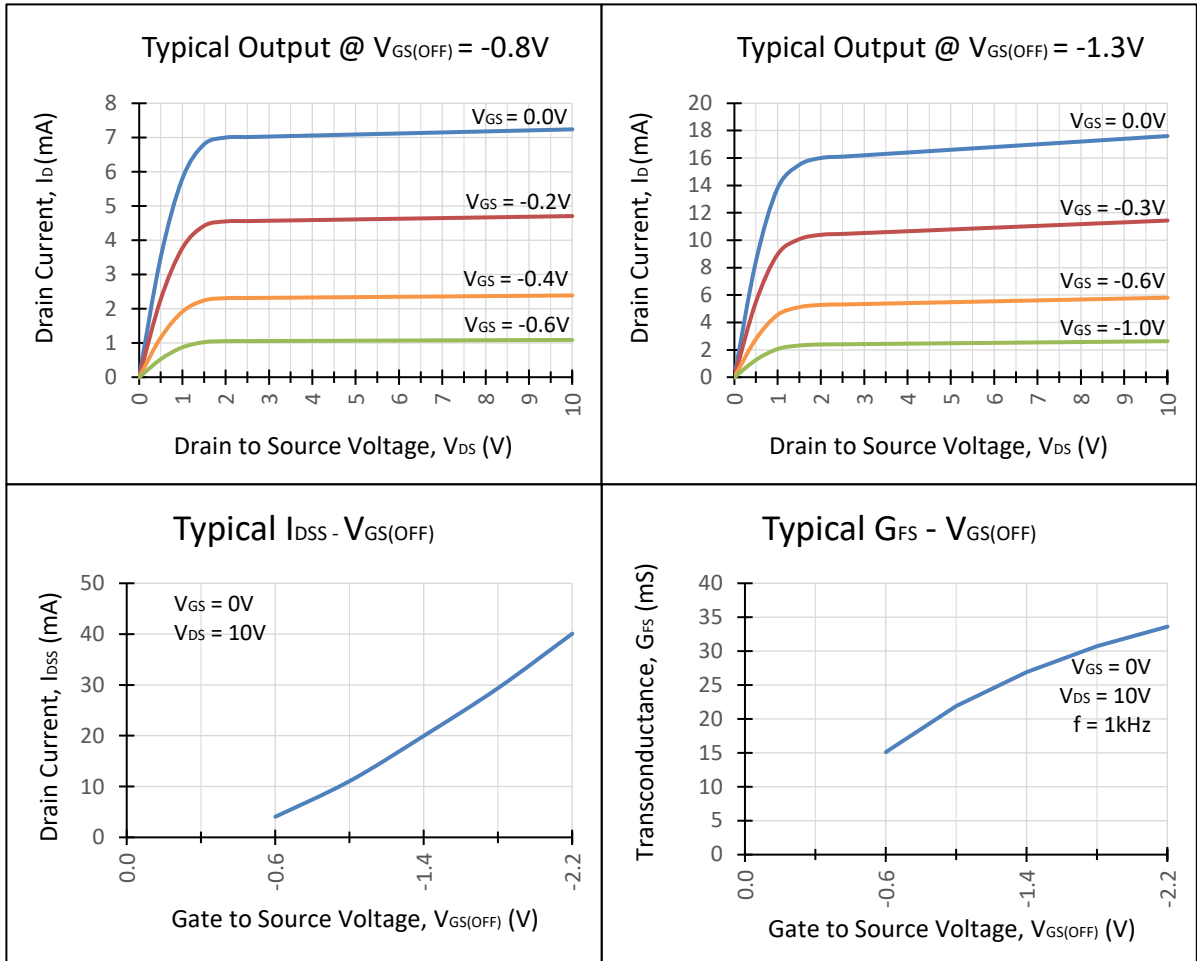 Typical Output @ VGS(OFF) = -0.8V
Drain Current, ID (mA)
8
7
6
5
4
3
2
1
0
VGS = 0.0V
VGS = -0.2V
VGS = -0.4V
VGS = -0.6V
0 1 2 3 4 5 6 7 8 9 10
Drain to Source Voltage, VDS (V)
Typical Output @ VGS(OFF) = -1.3V
Drain Current, ID (mA)
20
18
16
14
12
10
8
6
4
2
0
VGS = 0.0V
VGS = -0.3V
VGS = -0.6V
VGS = -1.0V
0 1 2 3 4 5 6 7 8 9 10
Drain to Source Voltage, VDS (V)
Typical IDSS - VGS(OFF)
Drain Current, IDSS (mA)
50
40
30
20
10
0
VGS = 0V
VDS = 10V
0.0 -0.6 -1.4 -2.2
Gate to Source Voltage, VGS(OFF) (V)
Typical GFS - VGS(OFF)
Transconductance, GFS (mS)
40
35
30
25
20
15
10
5
0
VGS = 0V
VDS = 10V
f = 1kHz
0.0 -0.6 -1.4 -2.2
Gate to Source Voltage, VGS(OFF) (V)